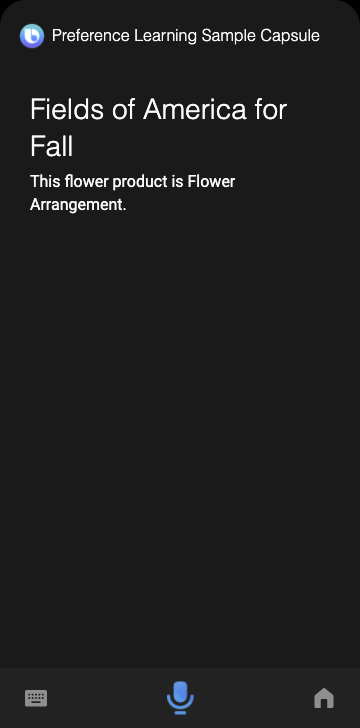 Preference Learning Sample Capsule
Fields of America for
Fall
This flower product is Flower
Arrangement.